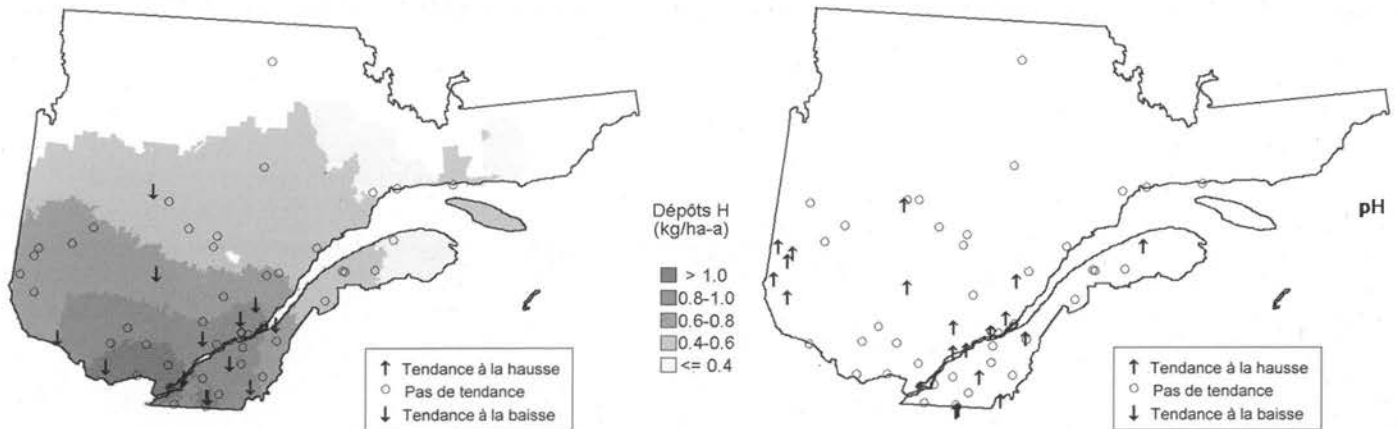 Dépôts H
(kg/ha-a)
> 1.0
0.8-1.0
0.6-0.8
0.4-0.6
<= 0.4
↑ Tendance à la hausse
○ Pas de tendance
↓ Tendance à la baisse
pH
↑ Tendance à la hausse
○ Pas de tendance
↓ Tendance à la baisse